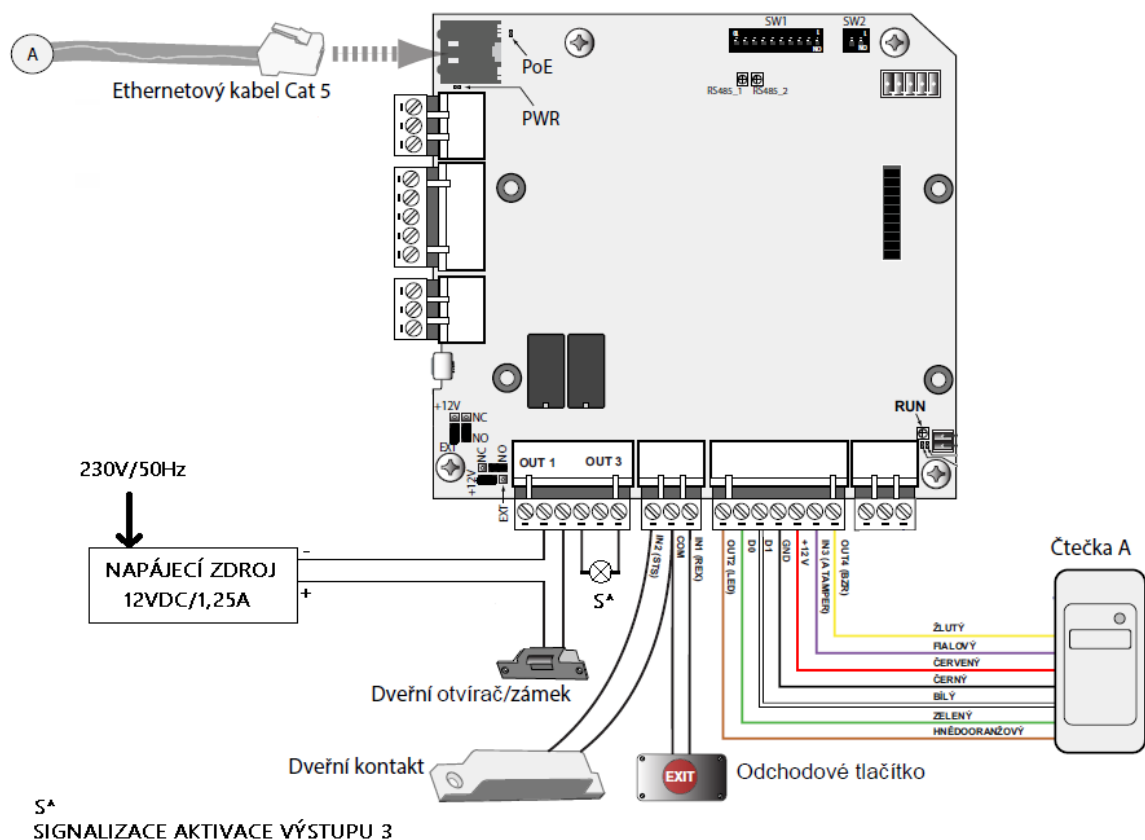 A
Ethernetový kabel Cat 5
PoE
PWR
SW1
SW2
RS485_1
RS485_2
+12V
NC
NO
EXT
RUN
NC
NO
+12V
EXT
OUT 1
OUT 3
230V/50Hz
NAPÁJECÍ ZDROJ
12VDC/1,25A
-
+
S*
IN2 (STS)
COM
IN1 (REX)
OUT2 (LED)
D0
D1
GND
+12 V
IN3 (A TAMPER)
OUT4 (BZR)
Čtečka A
ŽLUTÝ
FIALOVÝ
ČERVENÝ
ČERNÝ
BÍLÝ
ZELENÝ
HNĚDOORANŽOVÝ
Dveřní otvírač/zámek
Dveřní kontakt
EXIT
Odchodové tlačítko
S*
SIGNALIZACE AKTIVACE VÝSTUPU 3